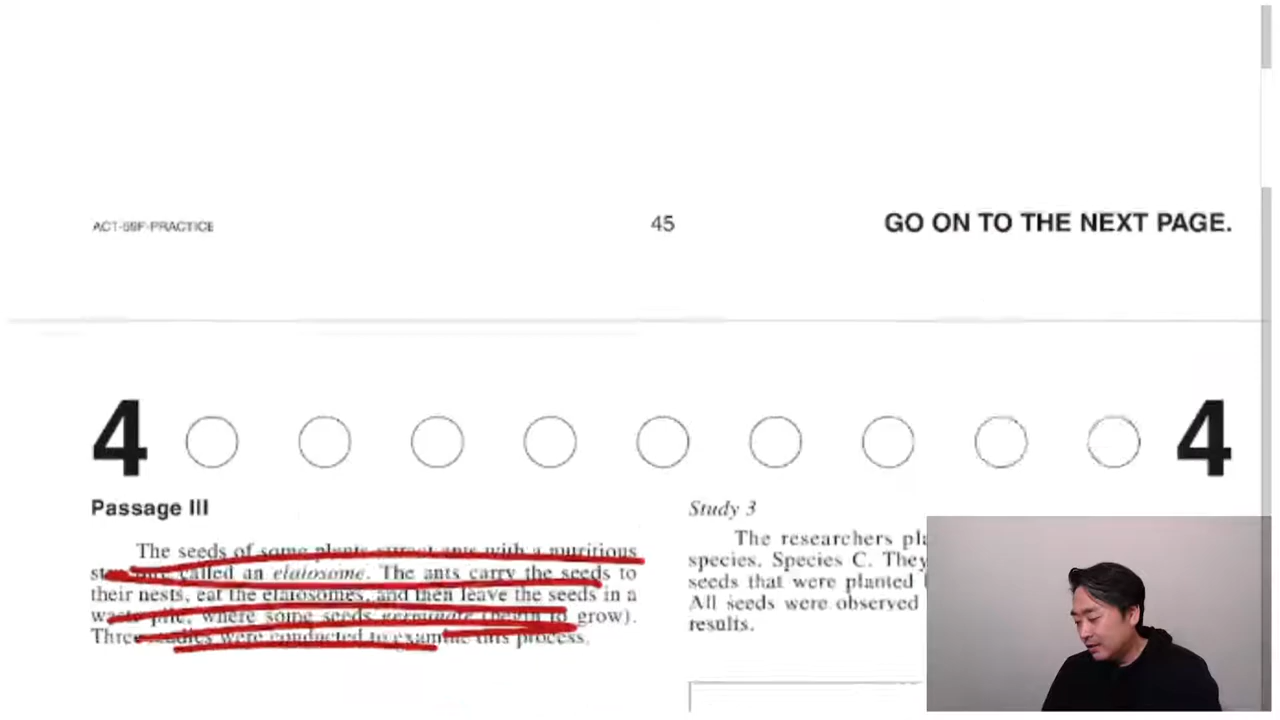 ACT-59F-PRACTICE
45
GO ON TO THE NEXT PAGE.
4
4
Passage III
The seeds of some plants attract ants with a nutritious
structure called an elaiosome. The ants carry the seeds to
their nests, eat the elaiosomes, and then leave the seeds in a
waste pile, where some seeds germinate (begin to grow).
Three studies were conducted to examine this process.
Study 3
The researchers
species. Species C. They
seeds that were planted
All seeds were observed
results.